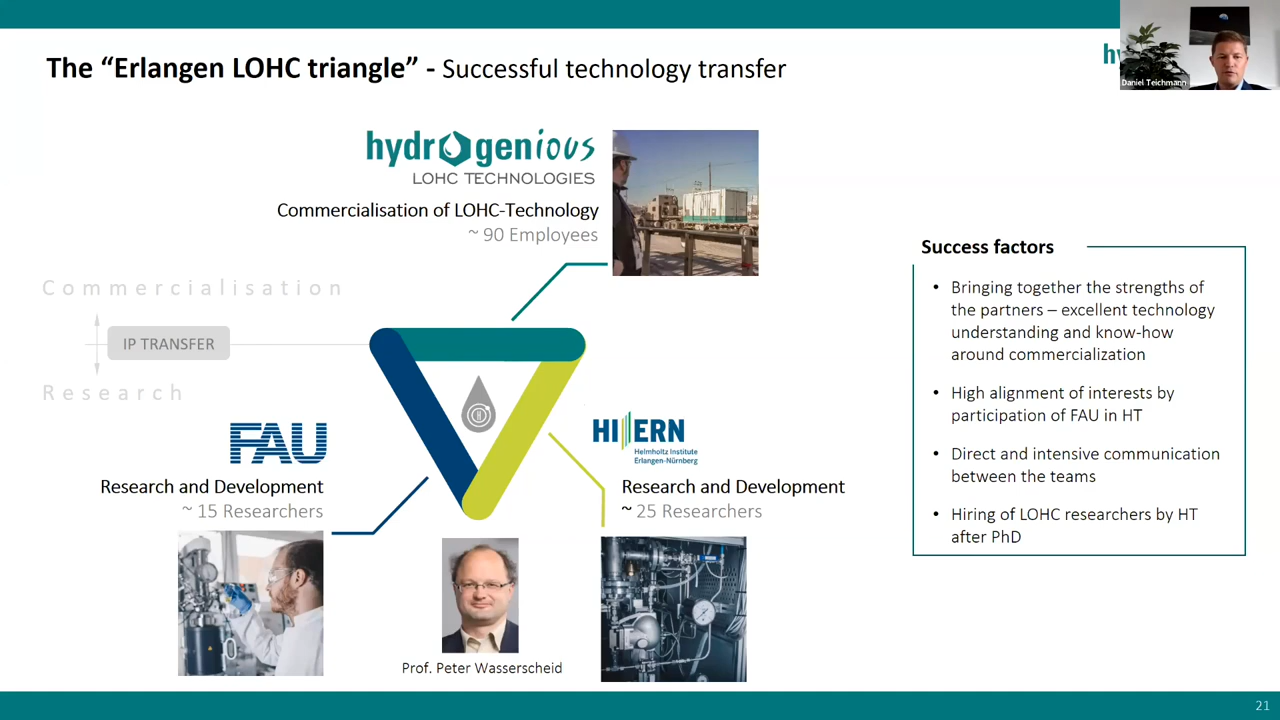 The “Erlangen LOHC triangle” - Successful technology transfer
hy
Daniel Teichmann
hydrogenious
LOHC TECHNOLOGIES
Commercialisation of LOHC-Technology
~ 90 Employees
Commercialisation
IP TRANSFER
Research
FAU
Research and Development
~ 15 Researchers
HI ERN
Helmholtz Institute
Erlangen-Nürnberg
Research and Development
~ 25 Researchers
Prof. Peter Wasserscheid
Success factors
• Bringing together the strengths of
the partners – excellent technology
understanding and know-how
around commercialization
• High alignment of interests by
participation of FAU in HT
• Direct and intensive communication
between the teams
• Hiring of LOHC researchers by HT
after PhD
21